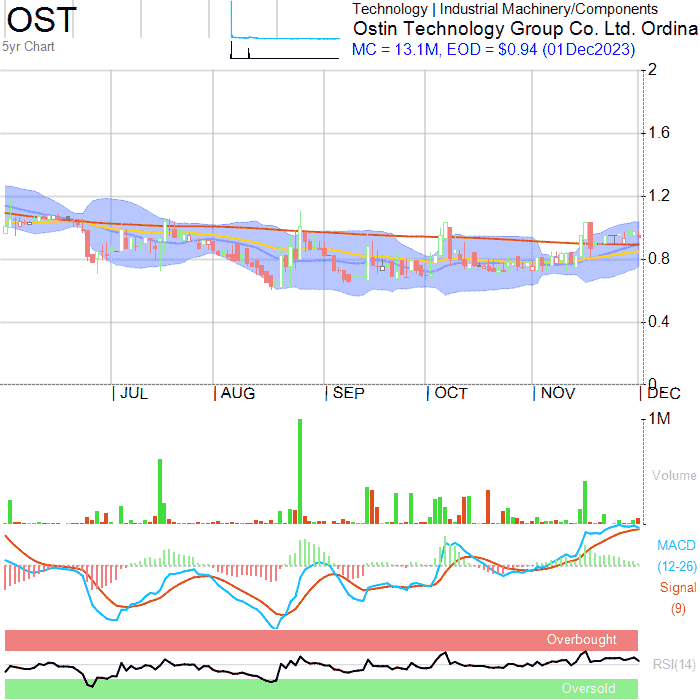 OST
5yr Chart
Technology | Industrial Machinery/Components
Ostin Technology Group Co. Ltd. Ordina
MC = 13.1M, EOD = $0.94 (01Dec2023)
2
1.6
1.2
0.8
0.4
0
JUL AUG SEP OCT NOV DEC
1M
Volume
MACD
(12-26)
Signal
(9)
Overbought
RSI(14)
Oversold